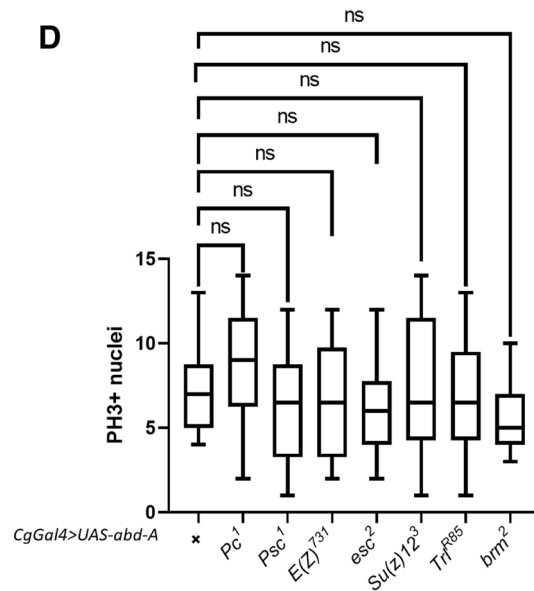 D
ns
ns
ns
ns
ns
ns
ns
15
10
5
0
PH3+ nuclei
CgGal4>UAS-abd-A
×
Pc¹
Psc¹
E(Z)⁷³¹
esc²
Su(z)12³
Trlᴿ⁸⁵
brm²